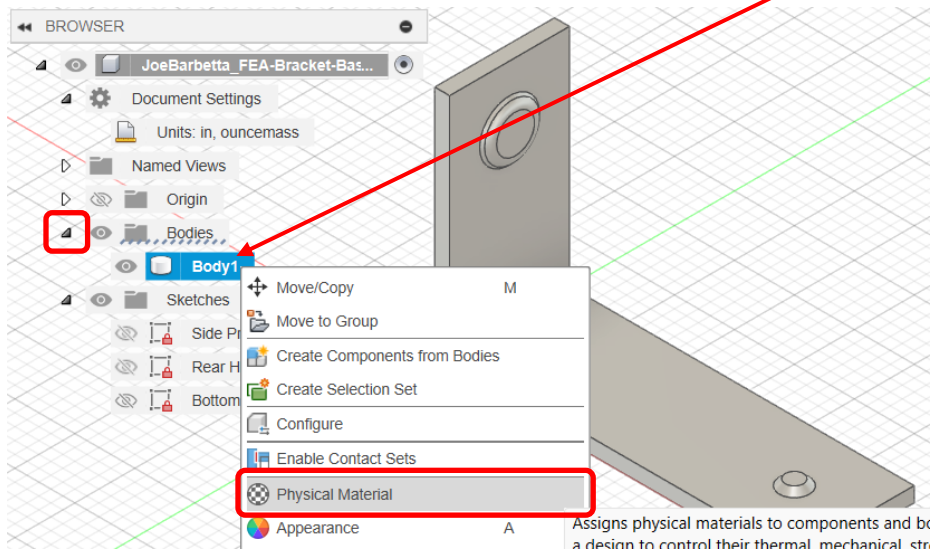 BROWSER
JoeBarbetta_FEA-Bracket-Bas...
Document Settings
Units: in, ouncemass
Named Views
Origin
Bodies
Body1
Move/Copy M
Sketches
Move to Group
Side
Create Components from Bodies
Rear
Create Selection Set
Bottom
Configure
Enable Contact Sets
Physical Material
Appearance A
Assigns physical materials to components and
a design to control their thermal, mechanical,